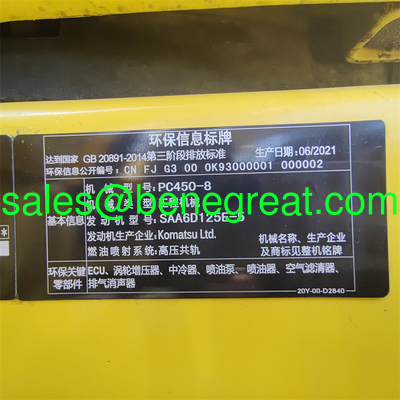 环保信息标牌
达到国家 GB 20891-2014第三阶段排放标准 生产日期:06/2021
环保信息公开编号: CN FJ G3 00 0K93000001 000002
基本信息
机械型号:PC450-8
sales@benegreat.com
发动机型号:SAA6D125E-5
发动机生产企业:Komatsu Ltd.
燃油喷射系统:高压共轨
机械名称、生产企业
及商标见整机铭牌
环保关键
零部件
ECU、涡轮增压器、中冷器、喷油泵、喷油器、空气滤清器、
排气消声器
20Y-00-D2840